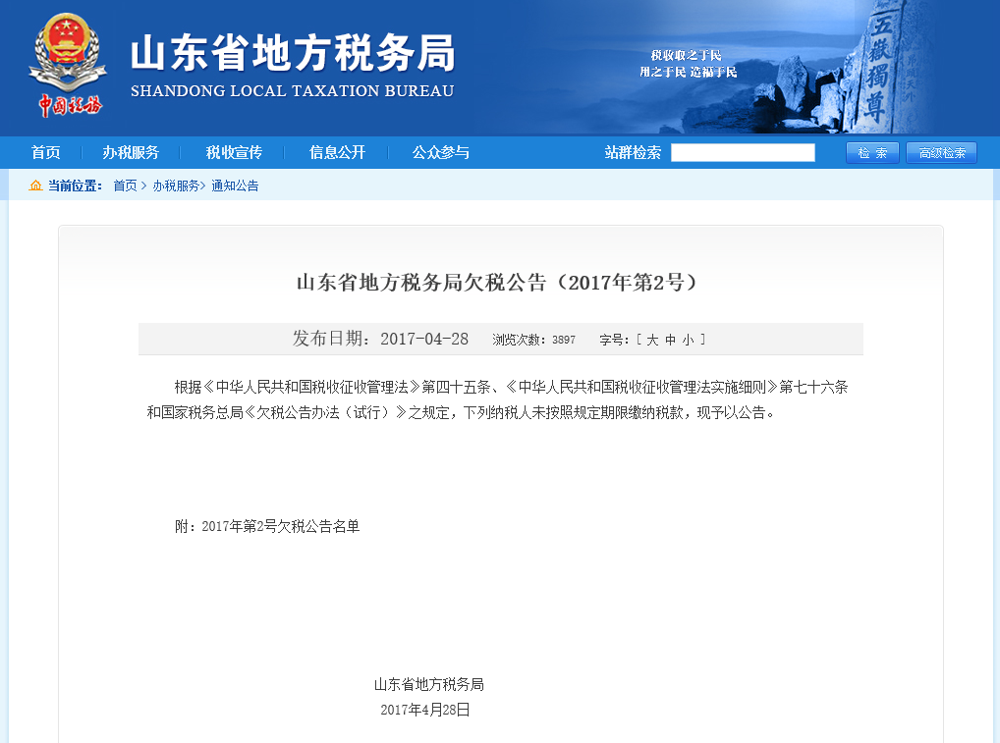 中国税务
山东省地方税务局
SHANDONG LOCAL TAXATION BUREAU
税收取之于民
用之于民 造福于民
五嶽獨尊
首页 办税服务 税收宣传 信息公开 公众参与 站群检索 检 索 高级检索
当前位置: 首页 > 办税服务> 通知公告
山东省地方税务局欠税公告（2017年第2号）
发布日期：2017-04-28 浏览次数：3897 字号：[ 大 中 小 ]
根据《中华人民共和国税收征收管理法》第四十五条、《中华人民共和国税收征收管理法实施细则》第七十六条
和国家税务总局《欠税公告办法（试行）》之规定，下列纳税人未按照规定期限缴纳税款，现予以公告。
附：2017年第2号欠税公告名单
山东省地方税务局
2017年4月28日